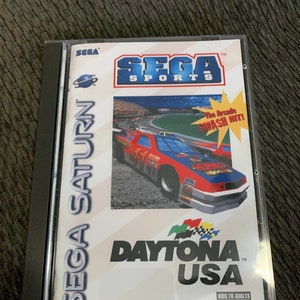 SEGA
SEGA SATURN
SEGA
SPORTS
The Arcade
SMASH HIT!
DAYTONA
USA
KIDS TO ADULTS